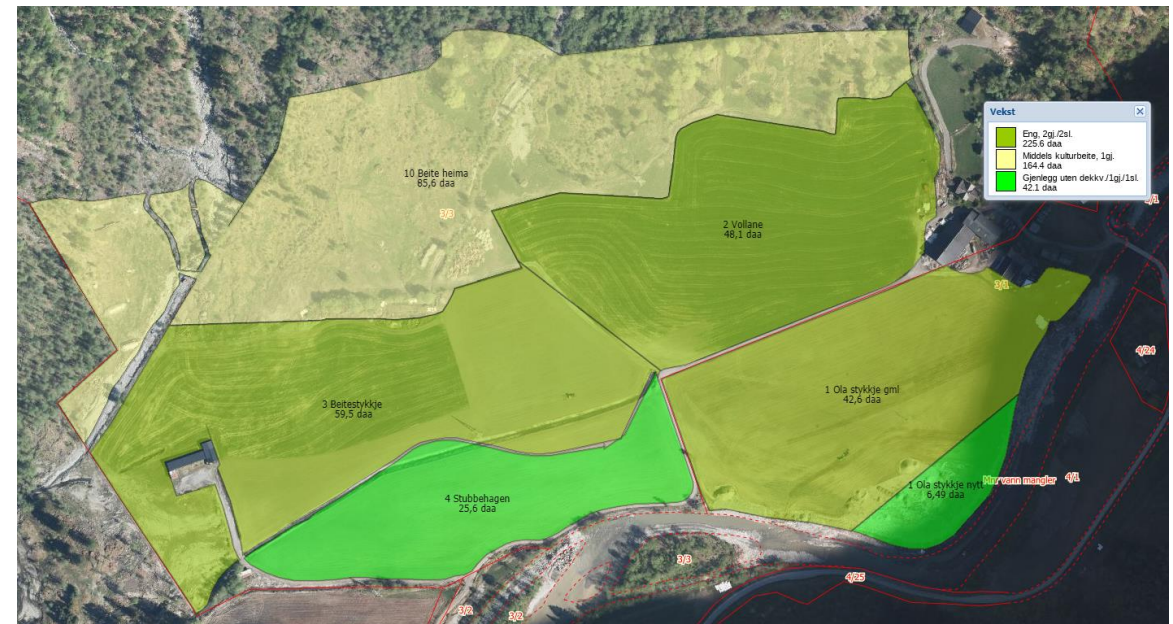 Vekst
Eng, 2gj./2sl.
225.6 daa
Middels kulturbeite, 1gj.
164.4 daa
Gjenlegg uten dekkv./1gj/1sl.
42.1 daa
10 Beite heima
85,6 daa
3/3
2 Vollane
48,1 daa
3/1
4/24
3 Beitestykkje
59,5 daa
1 Ola stykkje gml
42,6 daa
4 Stubbehagen
25,6 daa
1 Ola stykkje nytt
6,49 daa
vann mangler
4/1
3/3
4/25
3/2
3/2